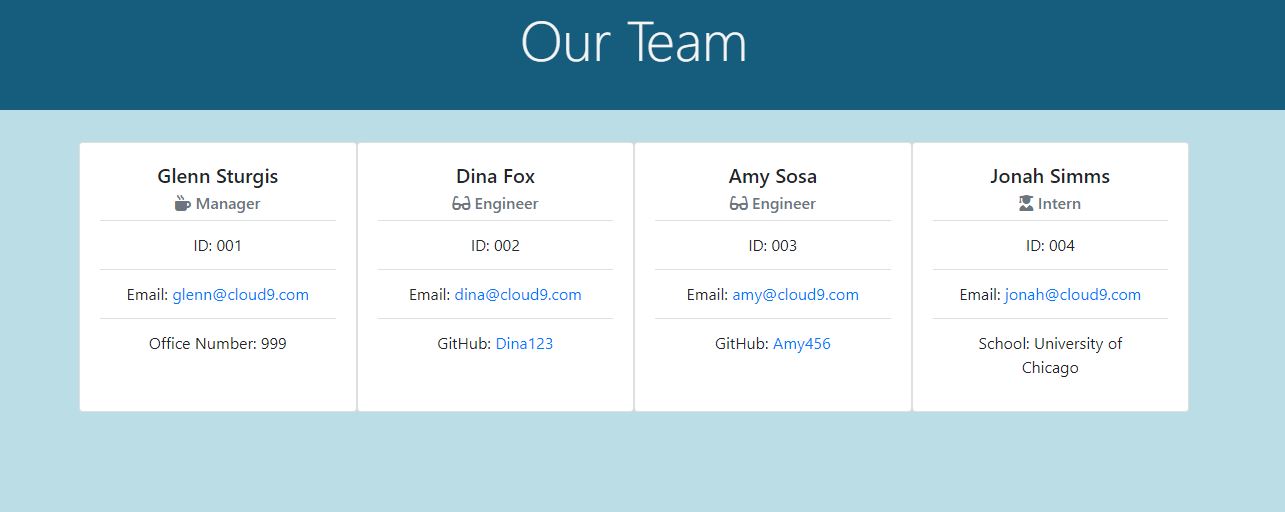 Our Team
Glenn Sturgis
Manager
ID: 001
Email: glenn@cloud9.com
Office Number: 999
Dina Fox
Engineer
ID: 002
Email: dina@cloud9.com
GitHub: Dina123
Amy Sosa
Engineer
ID: 003
Email: amy@cloud9.com
GitHub: Amy456
Jonah Simms
Intern
ID: 004
Email: jonah@cloud9.com
School: University of
Chicago